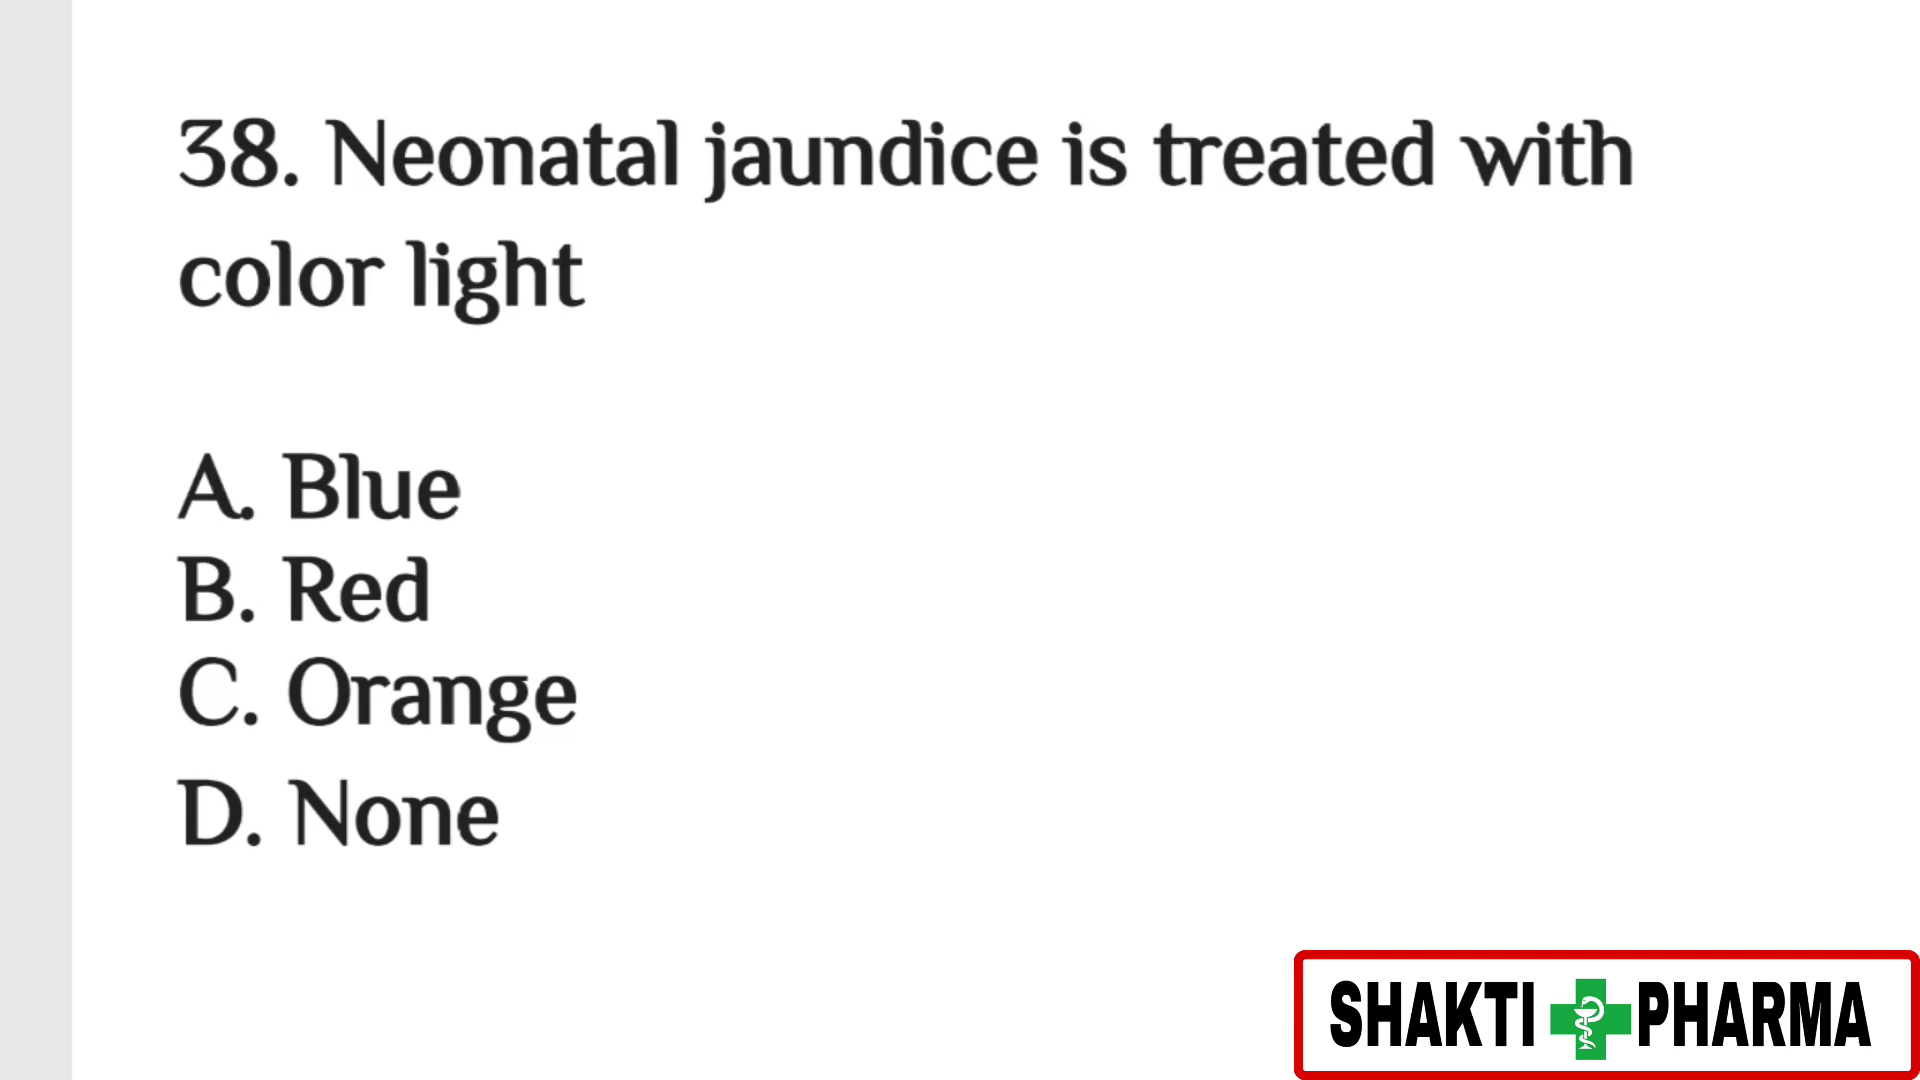 38. Neonatal jaundice is treated with
color light
A. Blue
B. Red
C. Orange
D. None
SHAKTI PHARMA